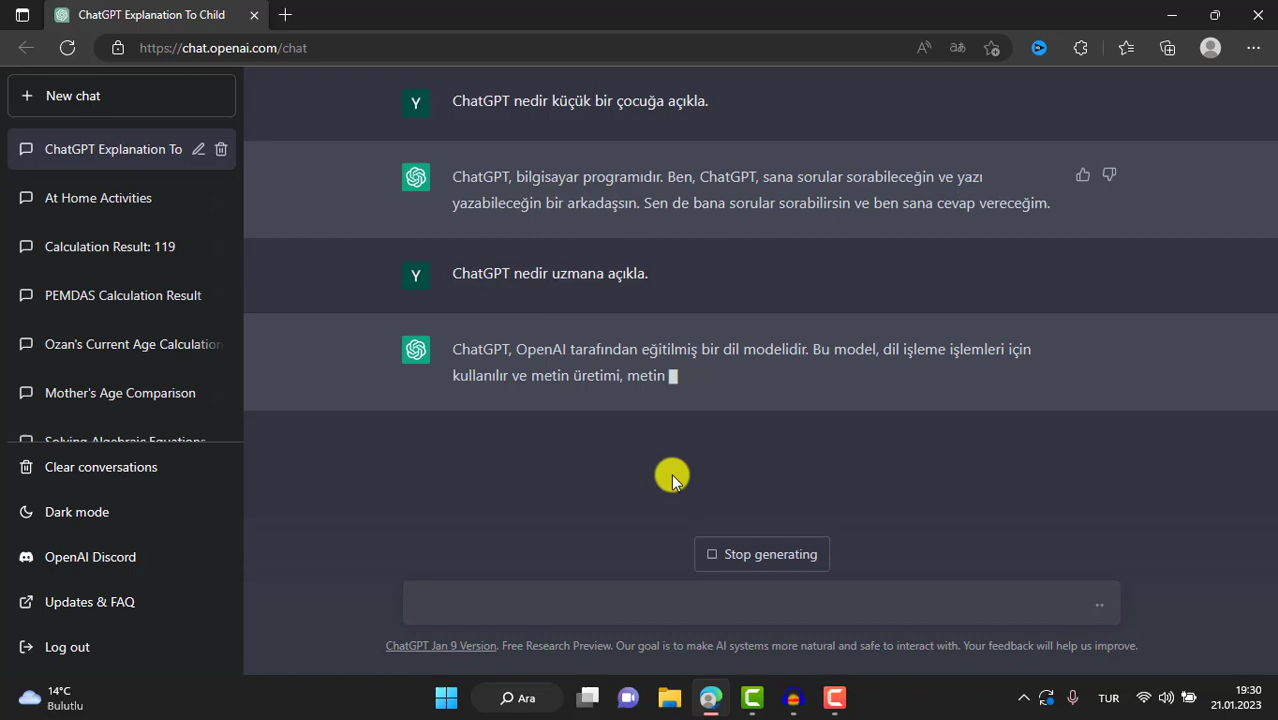 ChatGPT Explanation To Child
https://chat.openai.com/chat
New chat
ChatGPT Explanation To
At Home Activities
Calculation Result: 119
PEMDAS Calculation Result
Ozan's Current Age Calculation
Mother's Age Comparison
Solving Algebraic Equations
Clear conversations
Dark mode
OpenAI Discord
Updates & FAQ
Log out
Y
ChatGPT nedir küçük bir çocuğa açıkla.
ChatGPT, bilgisayar programıdır. Ben, ChatGPT, sana sorular sorabileceğin ve yazı
yazabileceğin bir arkadaşsın. Sen de bana sorular sorabilirsin ve ben sana cevap vereceğim.
Y
ChatGPT nedir uzmana açıkla.
ChatGPT, OpenAI tarafından eğitilmiş bir dil modelidir. Bu model, dil işleme işlemleri için
kullanılır ve metin üretimi, metin
Stop generating
ChatGPT Jan 9 Version. Free Research Preview. Our goal is to make AI systems more natural and safe to interact with. Your feedback will help us improve.
14°C
Bulutlu
Ara
TUR
19:30
21.01.2023